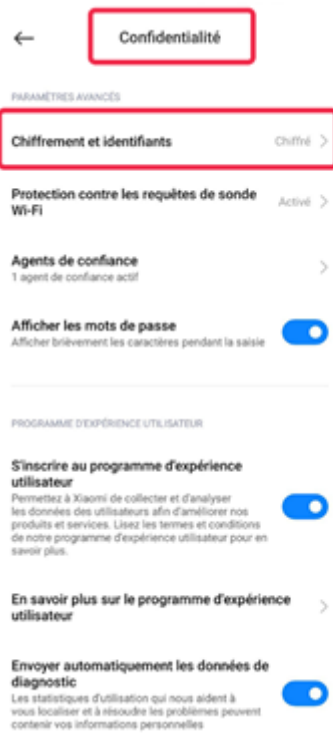 Confidentialité
PARAMÈTRES AVANCÉS
Chiffrement et identifiants
Chiffré
Protection contre les requêtes de sonde
Wi-Fi
Activé
Agents de confiance
1 agent de confiance actif
Afficher les mots de passe
Afficher brièvement les caractères pendant la saisie
PROGRAMME D'EXPÉRIENCE UTILISATEUR
S'inscrire au programme d'expérience
utilisateur
Permettez à Xiaomi de collecter et d'analyser
les données des utilisateurs afin d'améliorer nos
produits et services. Lisez les termes et conditions
de notre programme d'expérience utilisateur pour en
savoir plus.
En savoir plus sur le programme d'expérience
utilisateur
Envoyer automatiquement les données de
diagnostic
Les statistiques d'utilisation qui nous aident à
vous localiser et à résoudre les problèmes peuvent
contenir vos informations personnelles